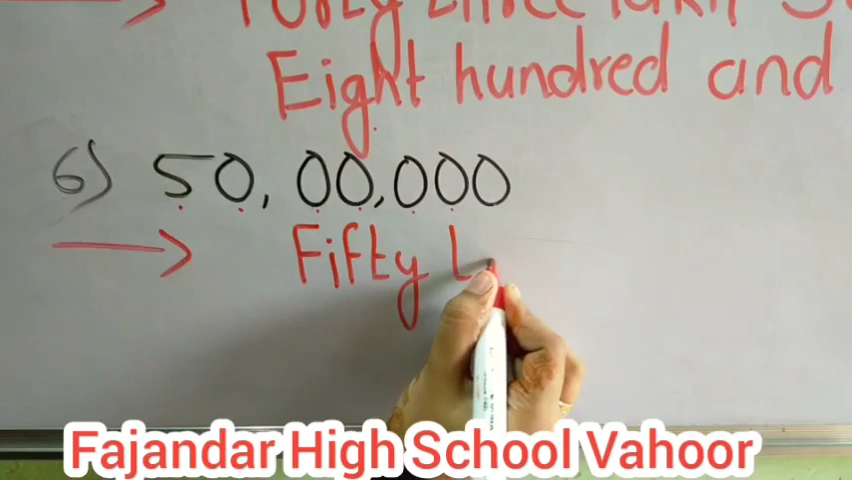 Eight hundred and
6) 50,00,000
Fifty L
Fajandar High School Vahoor